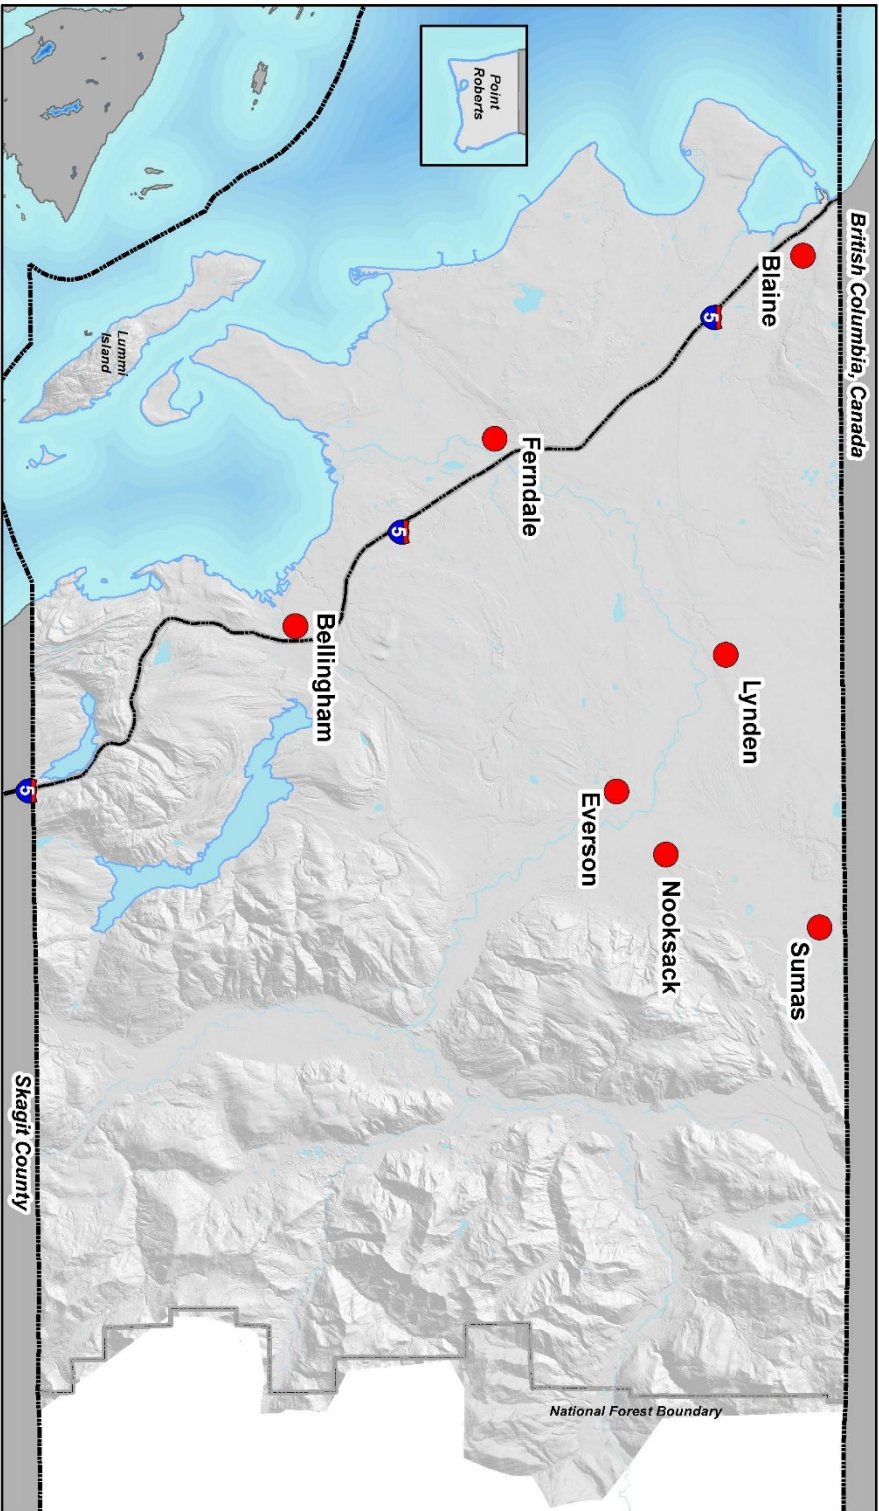 British Columbia, Canada
Point
Roberts
Blaine
5
Sumas
Lynden
Nooksack
Everson
Ferndale
5
Lummi
Island
Bellingham
National Forest Boundary
5
Skagit County